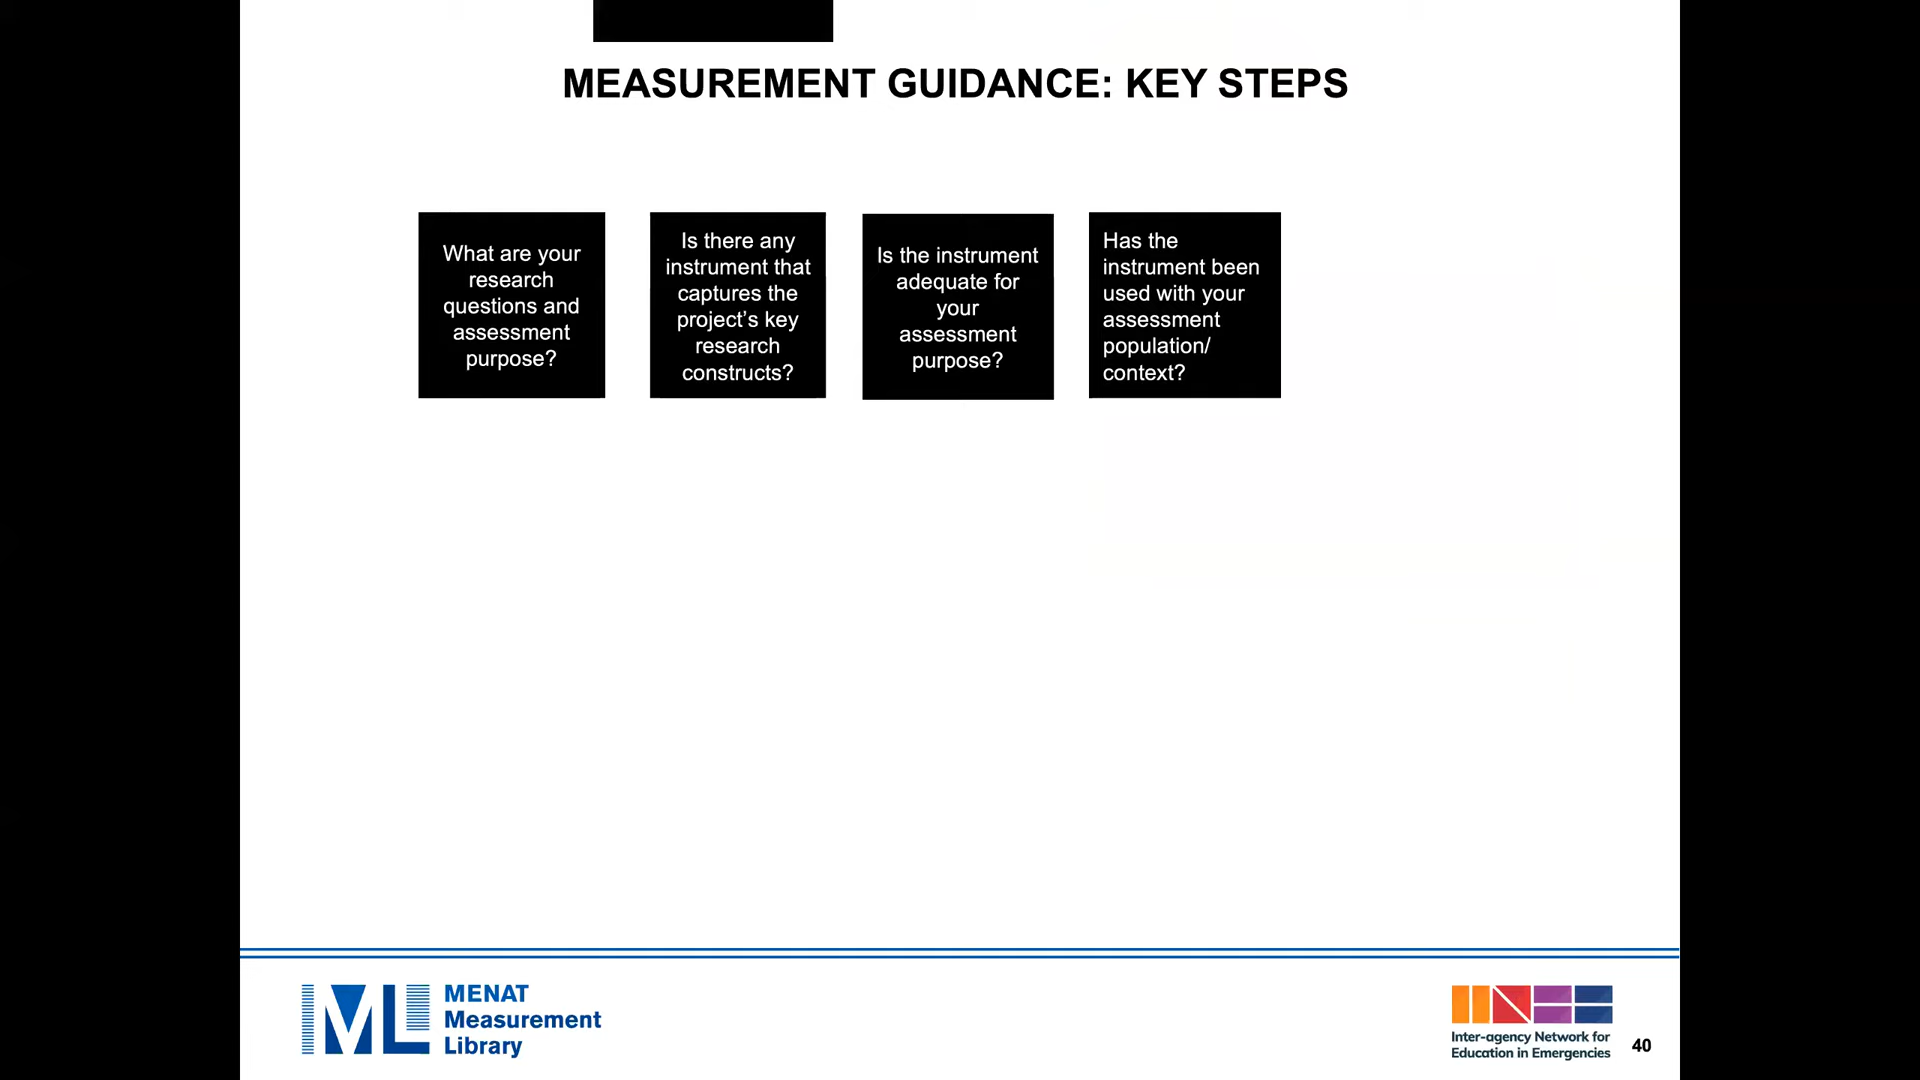 MEASUREMENT GUIDANCE: KEY STEPS
What are your
research
questions and
assessment
purpose?
Is there any
instrument that
captures the
project’s key
research
constructs?
Is the instrument
adequate for
your
assessment
purpose?
Has the
instrument been
used with your
assessment
population/
context?
ML
MENAT
Measurement
Library
INEE
Inter-agency Network for
Education in Emergencies
40